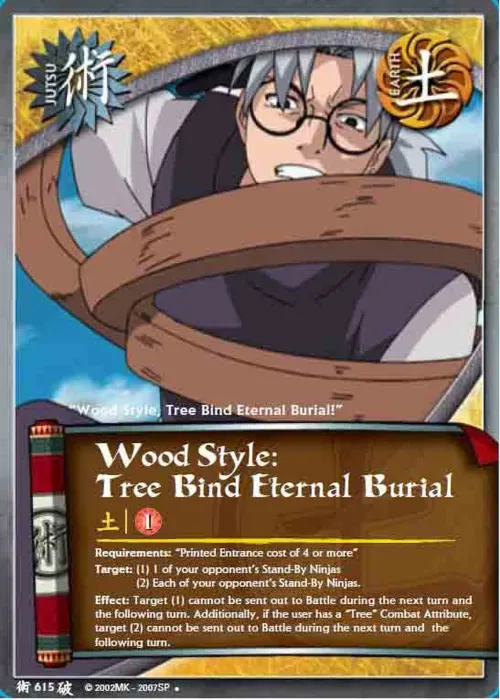 JUTSU 術
EARTH 土
"Wood Style, Tree Bind Eternal Burial!"
Wood Style:
Tree Bind Eternal Burial
土 1
Requirements: "Printed Entrance cost of 4 or more"
Target: (1) 1 of your opponent's Stand-By Ninjas
(2) Each of your opponent's Stand-By Ninjas.
Effect: Target (1) cannot be sent out to Battle during the next turn and
the following turn. Additionally, if the user has a "Tree" Combat Attribute,
target (2) cannot be sent out to Battle during the next turn and the
following turn.
術
術 615 破 © 2002MK - 2007SP